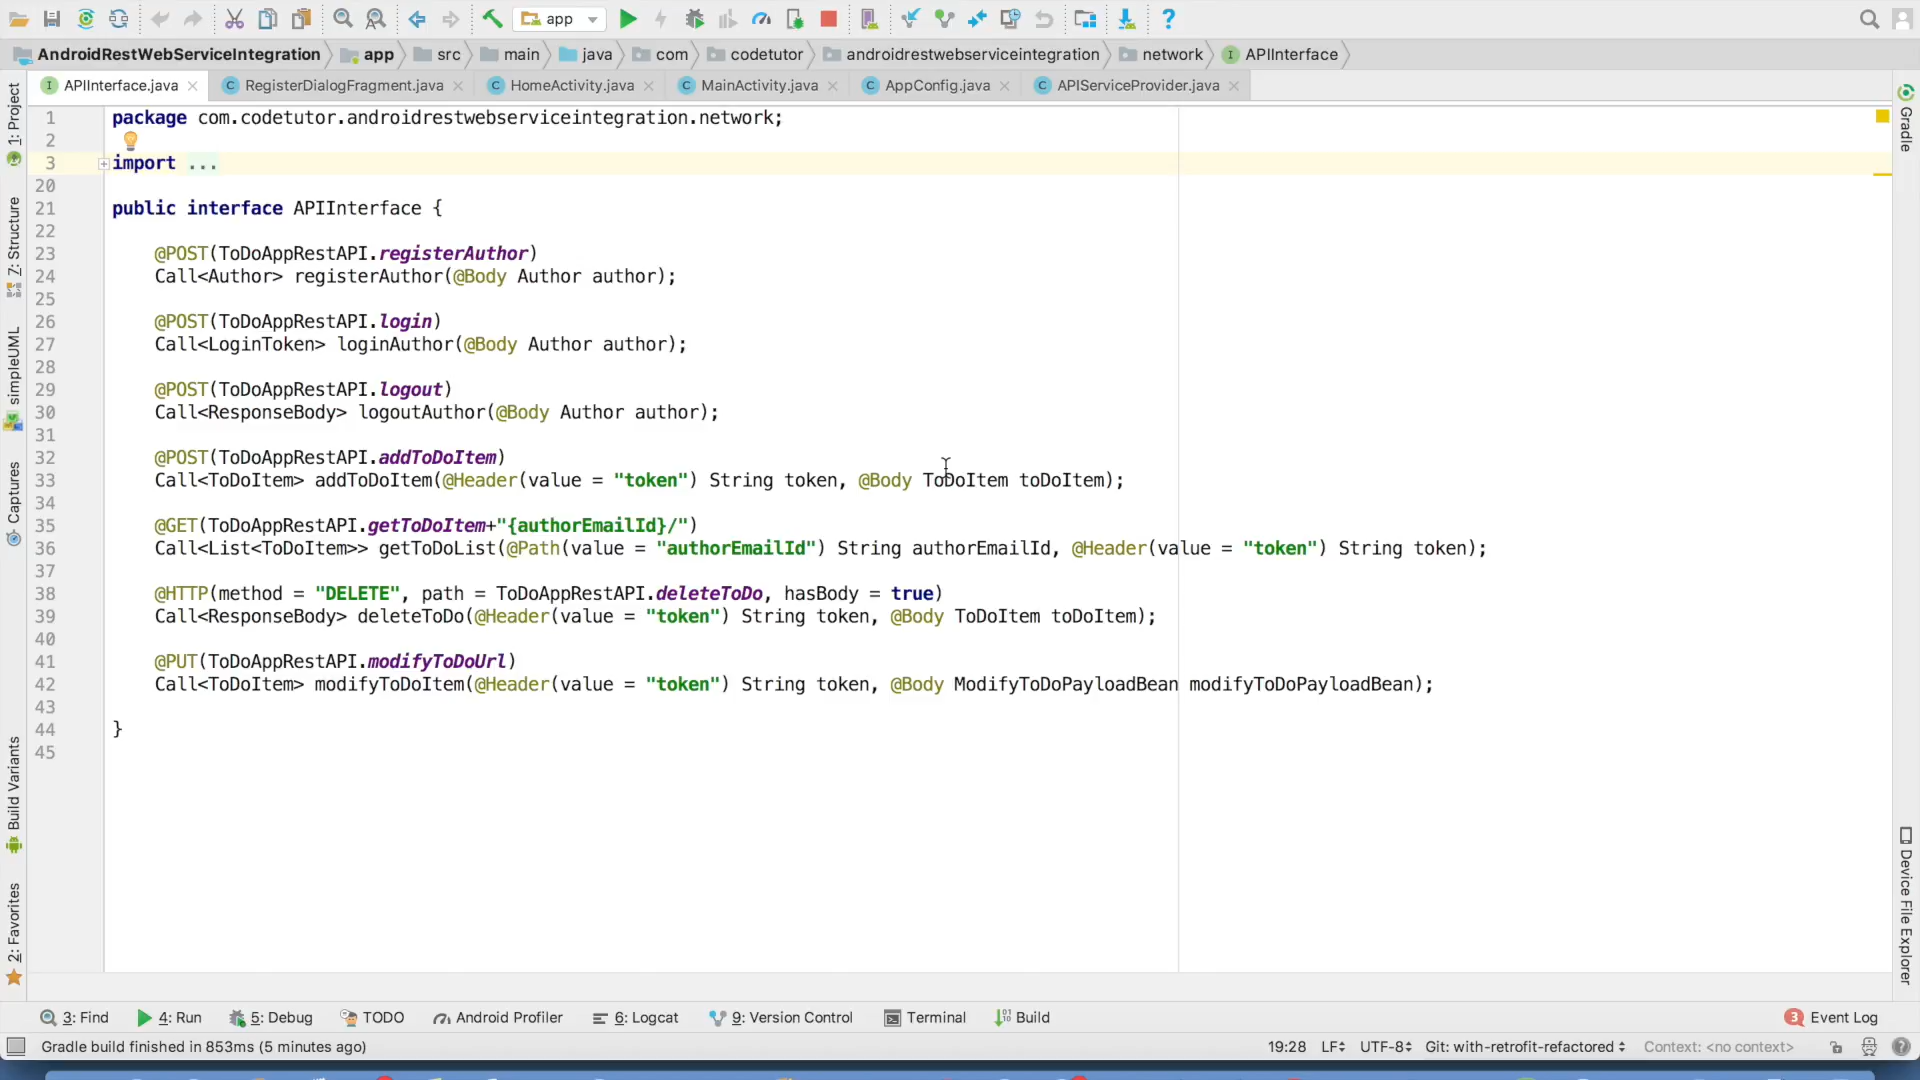 app
AndroidRestWebServiceIntegration app src main java com codetutor androidrestwebserviceintegration network APIInterface
APIInterface.java RegisterDialogFragment.java HomeActivity.java MainActivity.java AppConfig.java APIServiceProvider.java
1 package com.codetutor.androidrestwebserviceintegration.network;
2
3 import ...
20
21 public interface APIInterface {
22
23 @POST(ToDoAppRestAPI.registerAuthor)
24 Call<Author> registerAuthor(@Body Author author);
25
26 @POST(ToDoAppRestAPI.login)
27 Call<LoginToken> loginAuthor(@Body Author author);
28
29 @POST(ToDoAppRestAPI.logout)
30 Call<ResponseBody> logoutAuthor(@Body Author author);
31
32 @POST(ToDoAppRestAPI.addToDoItem)
33 Call<ToDoItem> addToDoItem(@Header(value = "token") String token, @Body ToDoItem toDoItem);
34
35 @GET(ToDoAppRestAPI.getToDoItem+"{authorEmailId}/")
36 Call<List<ToDoItem>> getToDoList(@Path(value = "authorEmailId") String authorEmailId, @Header(value = "token") String token);
37
38 @HTTP(method = "DELETE", path = ToDoAppRestAPI.deleteToDo, hasBody = true)
39 Call<ResponseBody> deleteToDo(@Header(value = "token") String token, @Body ToDoItem toDoItem);
40
41 @PUT(ToDoAppRestAPI.modifyToDoUrl)
42 Call<ToDoItem> modifyToDoItem(@Header(value = "token") String token, @Body ModifyToDoPayloadBean modifyToDoPayloadBean);
43
44 }
45
1: Project
7: Structure
simpleUML
Captures
Build Variants
2: Favorites
Gradle
Device File Explorer
3: Find 4: Run 5: Debug TODO Android Profiler 6: Logcat 9: Version Control Terminal Build 3 Event Log
Gradle build finished in 853ms (5 minutes ago) 19:28 LF UTF-8 Git: with-retrofit-refactored Context: <no context>